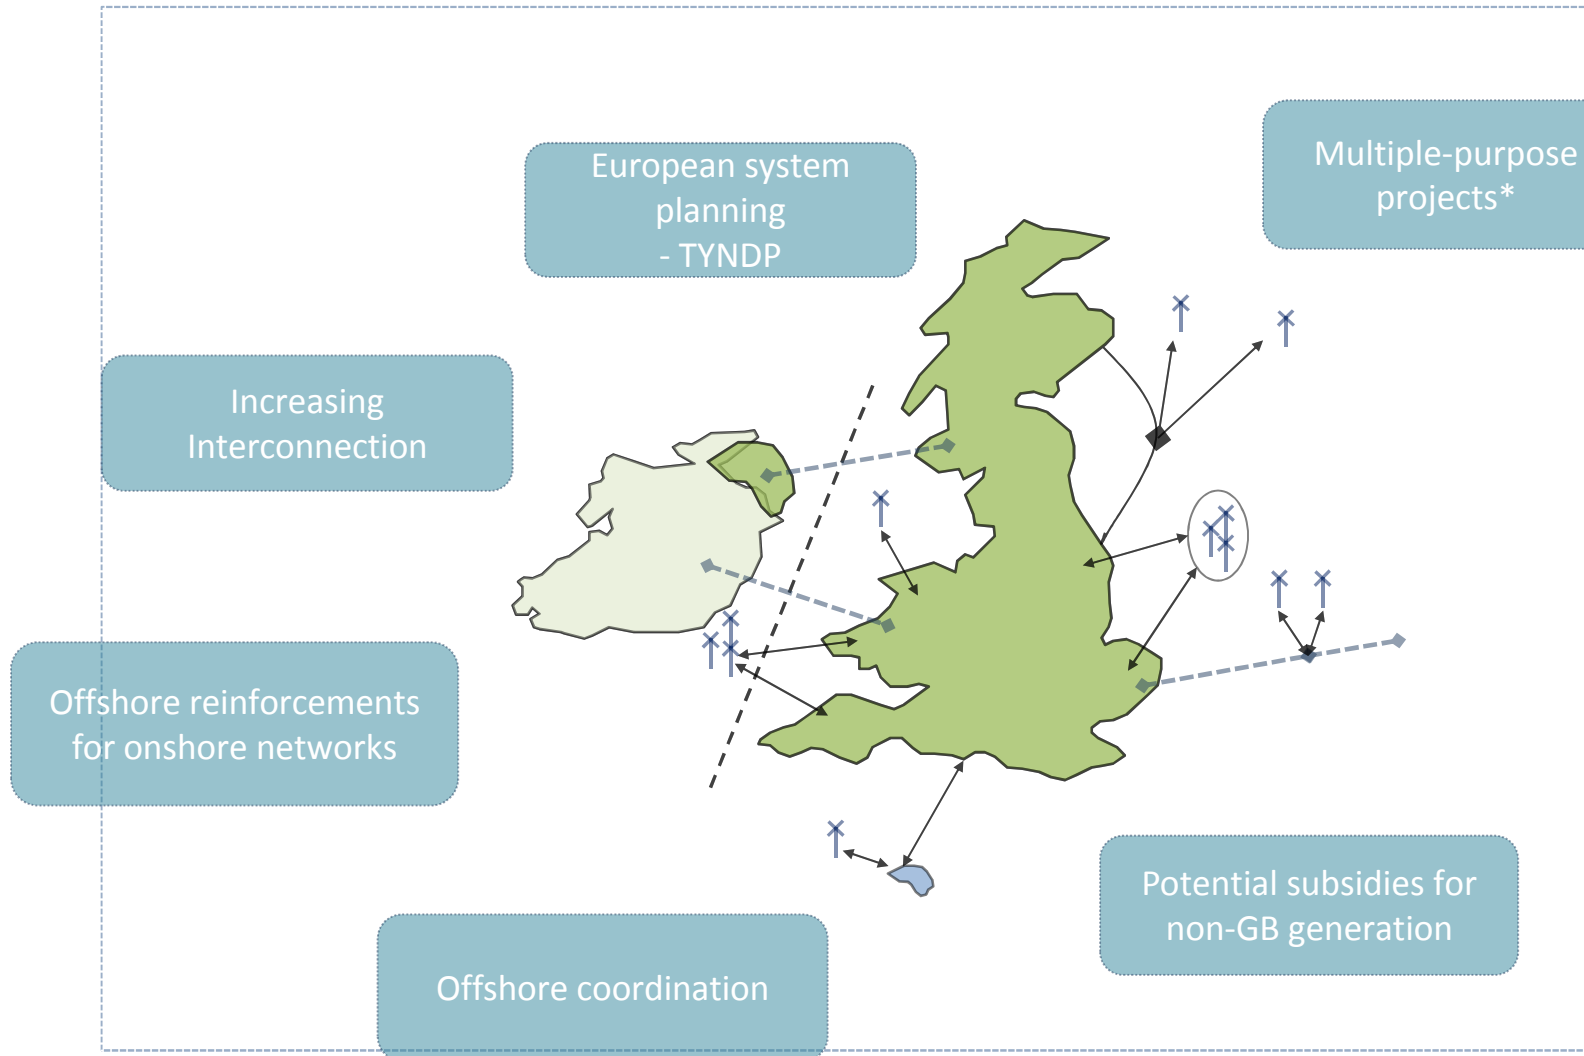 European system
planning
- TYNDP
Multiple-purpose
projects*
Increasing
Interconnection
Offshore reinforcements
for onshore networks
Potential subsidies for
non-GB generation
Offshore coordination